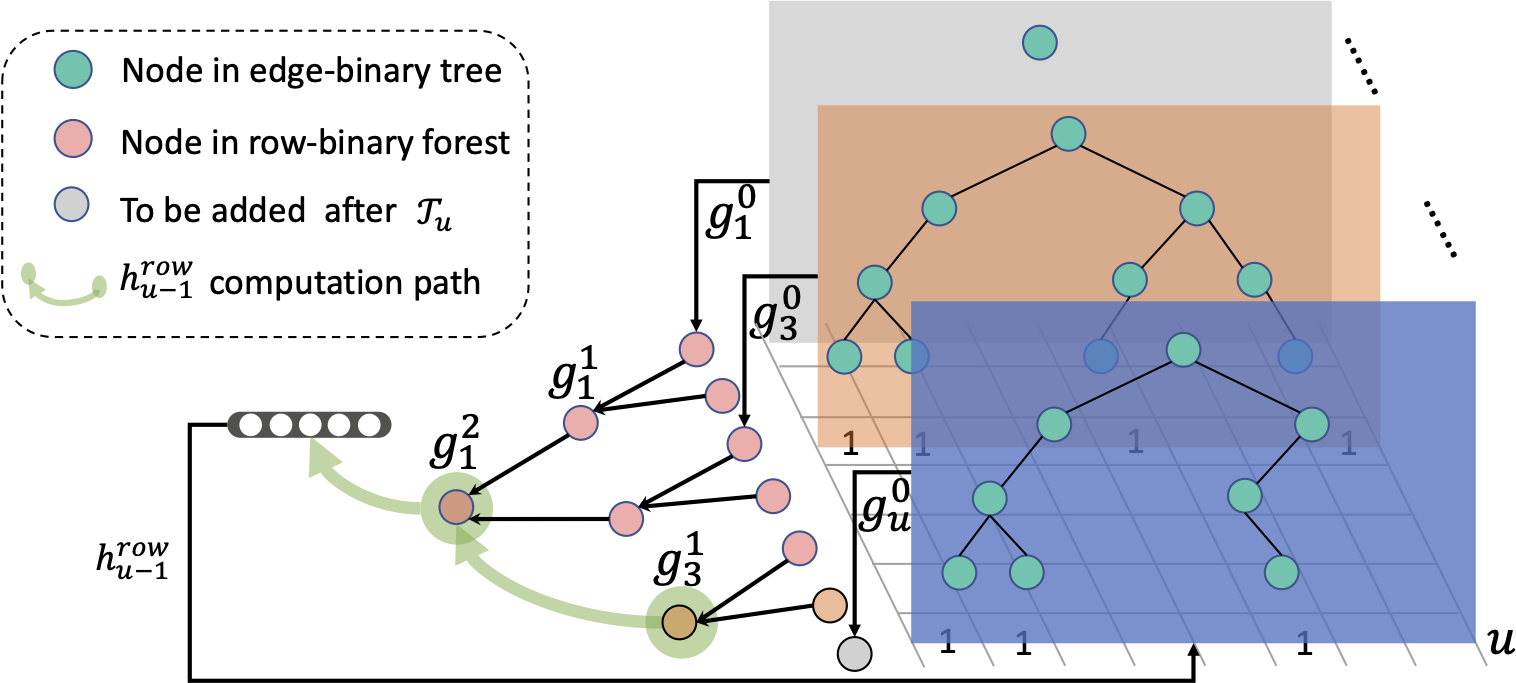 Node in edge-binary tree
Node in row-binary forest
To be added after 𝒯_u
h_{u-1}^{row} computation path
g_1^0
g_3^0
g_1^1
g_1^2
1 1 1 1
g_u^0
h_{u-1}^{row}
g_3^1
1 1 1
u